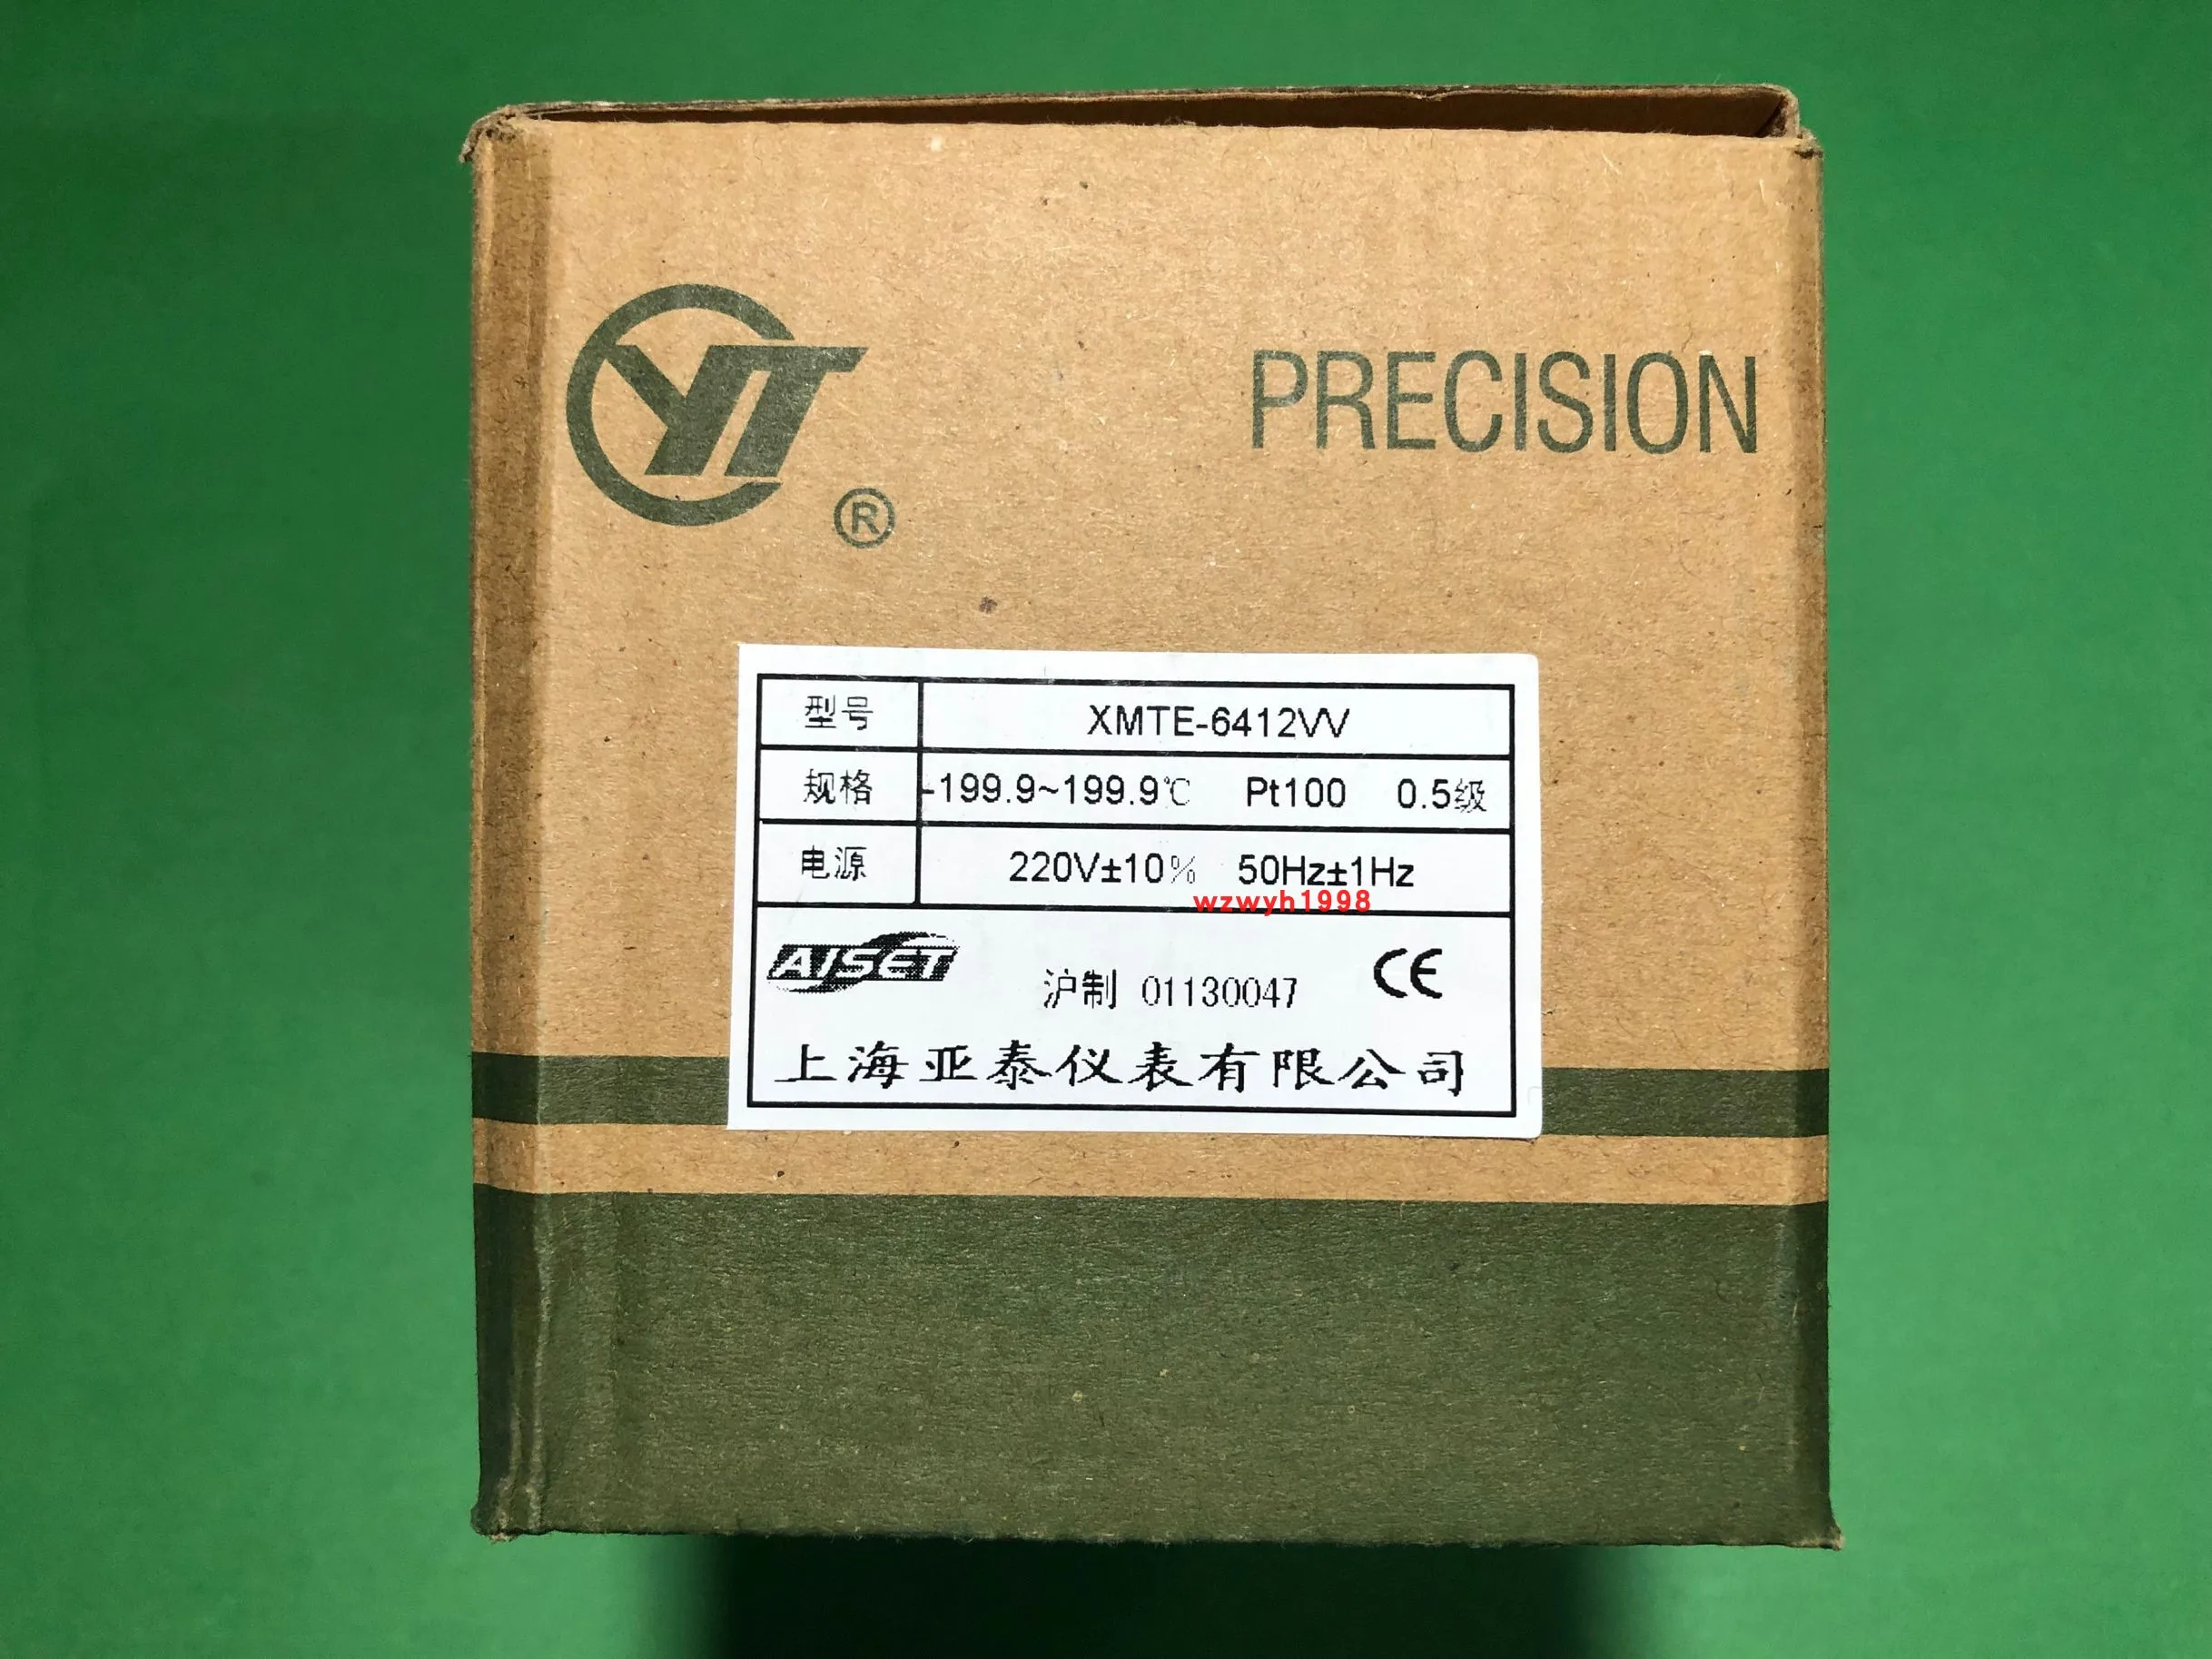 YT ®
PRECISION
型号 XMTE-6412VV
规格 -199.9~199.9℃ Pt100 0.5级
电源 220V±10% 50Hz±1Hz
wzwyh1998
AISET 沪制 01130047 CE
上海亚泰仪表有限公司